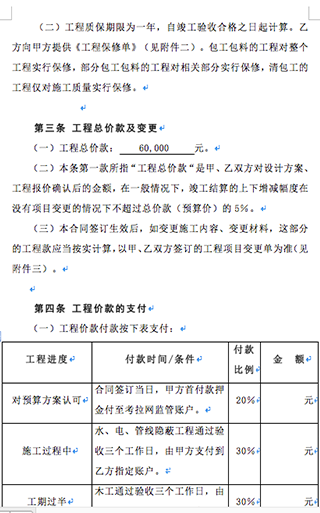 （二）工程质保期限为一年，自竣工验收合格之日起计算。乙
方向甲方提供《工程保修单》（见附件二）。包工包料的工程对整个
工程实行保修，部分包工包料的工程对相关部分实行保修，清包工的
工程仅对施工质量实行保修。
第三条 工程总价款及变更
（一）工程总价款： 60,000 元。
（二）本条第一款所指“工程总价款“是甲、乙双方对设计方案、
工程报价确认后的金额，在一般情况下，竣工结算的上下增减幅度在
没有项目变更的情况下不超过总价款（预算价）的 5%。
（三）本合同签订生效后，如变更施工内容、变更材料，这部分
的工程款应当按实计算，以甲、乙双方签订的工程项目变更单为准（见
附件三）。
第四条 工程价款的支付
（一）工程价款付款按下表支付：
工程进度 付款时间/条件 付款
比例 金 额
对预算方案认可 合同签订当日，甲方首付款押
金付至考拉网监管账户。 20% 元
施工过程中 水、电、管线隐蔽工程通过验
收三个工作日，由甲方支付到
乙方指定账户。 30% 元
工期过半 木工通过验收三个工作日，由
30% 元